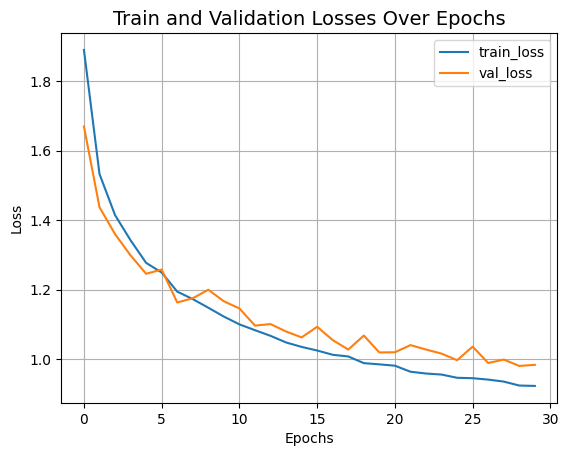 Train and Validation Losses Over Epochs
train_loss
val_loss
1.8
1.6
1.4
1.2
1.0
Loss
0 5 10 15 20 25 30
Epochs